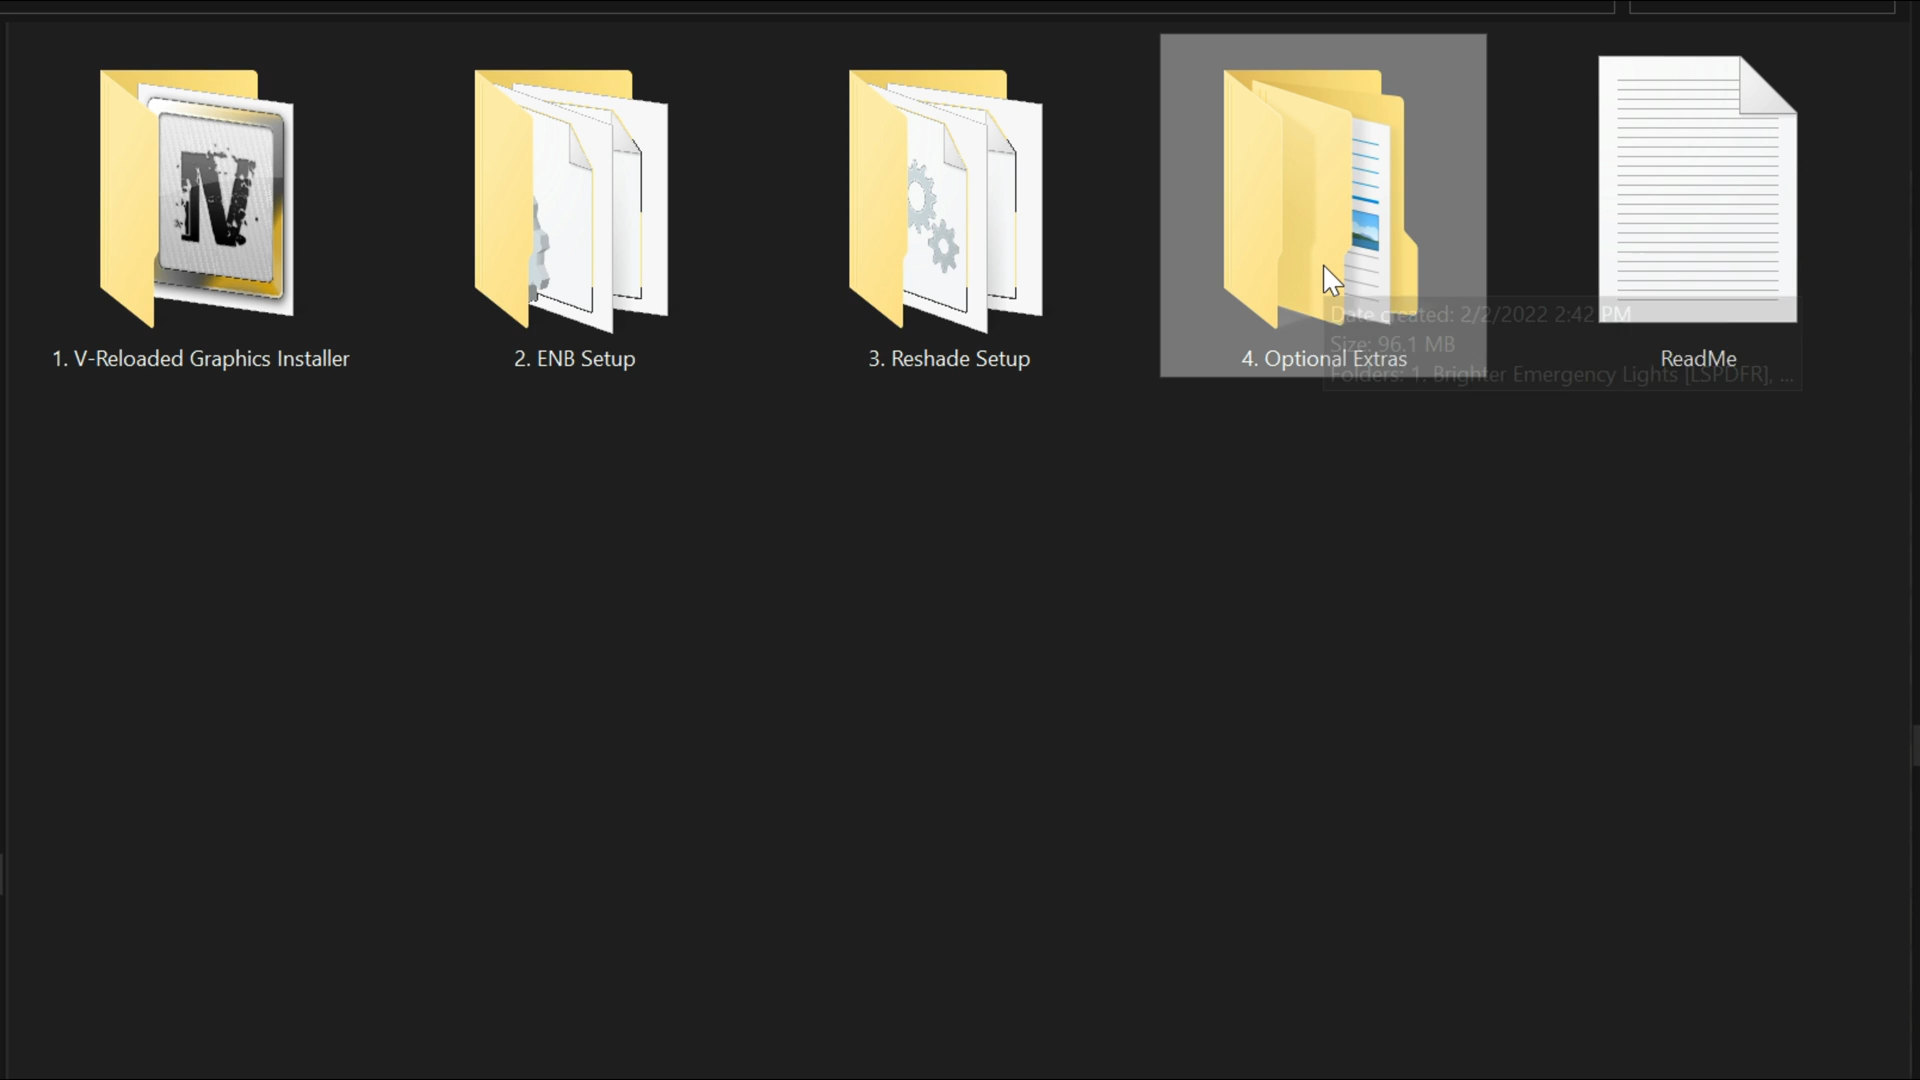 N
1. V-Reloaded Graphics Installer
2. ENB Setup
3. Reshade Setup
4. Optional Extras
ReadMe
Date created: 2/2/2022 2:42 PM
Size: 96.1 MB
Folders: 1. Brighter Emergency Lights [LSPDFR], ...